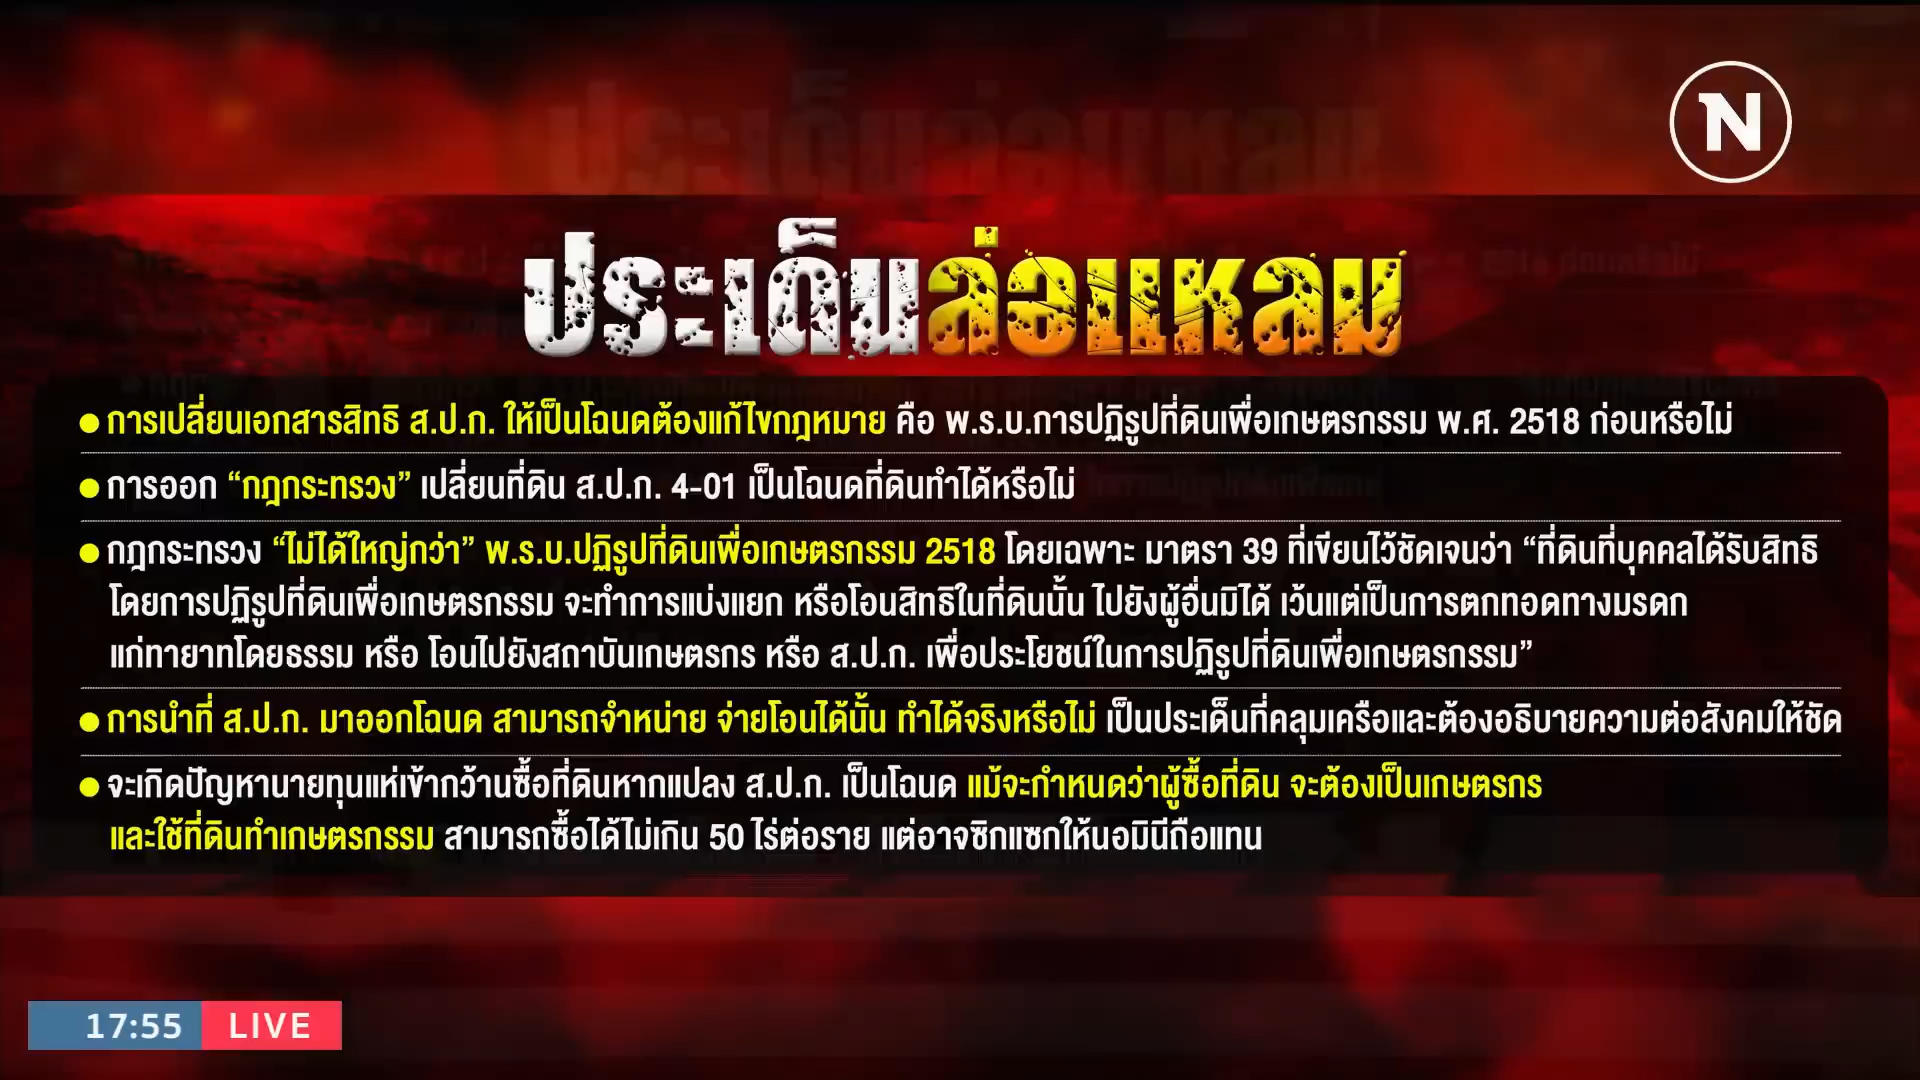 N
ประเด็นล่อแหลม
● การเปลี่ยนเอกสารสิทธิ ส.ป.ก. ให้เป็นโฉนดต้องแก้ไขกฎหมาย คือ พ.ร.บ.การปฏิรูปที่ดินเพื่อเกษตรกรรม พ.ศ. 2518 ก่อนหรือไม่
● การออก “กฎกระทรวง” เปลี่ยนที่ดิน ส.ป.ก. 4-01 เป็นโฉนดที่ดินทำได้หรือไม่
● กฎกระทรวง “ไม่ได้ใหญ่กว่า” พ.ร.บ.ปฏิรูปที่ดินเพื่อเกษตรกรรม 2518 โดยเฉพาะ มาตรา 39 ที่เขียนไว้ชัดเจนว่า “ที่ดินที่บุคคลได้รับสิทธิ
โดยการปฏิรูปที่ดินเพื่อเกษตรกรรม จะทำการแบ่งแยก หรือโอนสิทธิในที่ดินนั้น ไปยังผู้อื่นมิได้ เว้นแต่เป็นการตกทอดทางมรดก
แก่ทายาทโดยธรรม หรือ โอนไปยังสถาบันเกษตรกร หรือ ส.ป.ก. เพื่อประโยชน์ในการปฏิรูปที่ดินเพื่อเกษตรกรรม”
● การนำที่ ส.ป.ก. มาออกโฉนด สามารถจำหน่าย จ่ายโอนได้นั้น ทำได้จริงหรือไม่ เป็นประเด็นที่คลุมเครือและต้องอธิบายความต่อสังคมให้ชัด
● จะเกิดปัญหานายทุนแห่เข้ากว้านซื้อที่ดินหากแปลง ส.ป.ก. เป็นโฉนด แม้จะกำหนดว่าผู้ซื้อที่ดิน จะต้องเป็นเกษตรกร
และใช้ที่ดินทำเกษตรกรรม สามารถซื้อได้ไม่เกิน 50 ไร่ต่อราย แต่อาจซิกแซกให้นอมินีถือแทน
17:55 LIVE